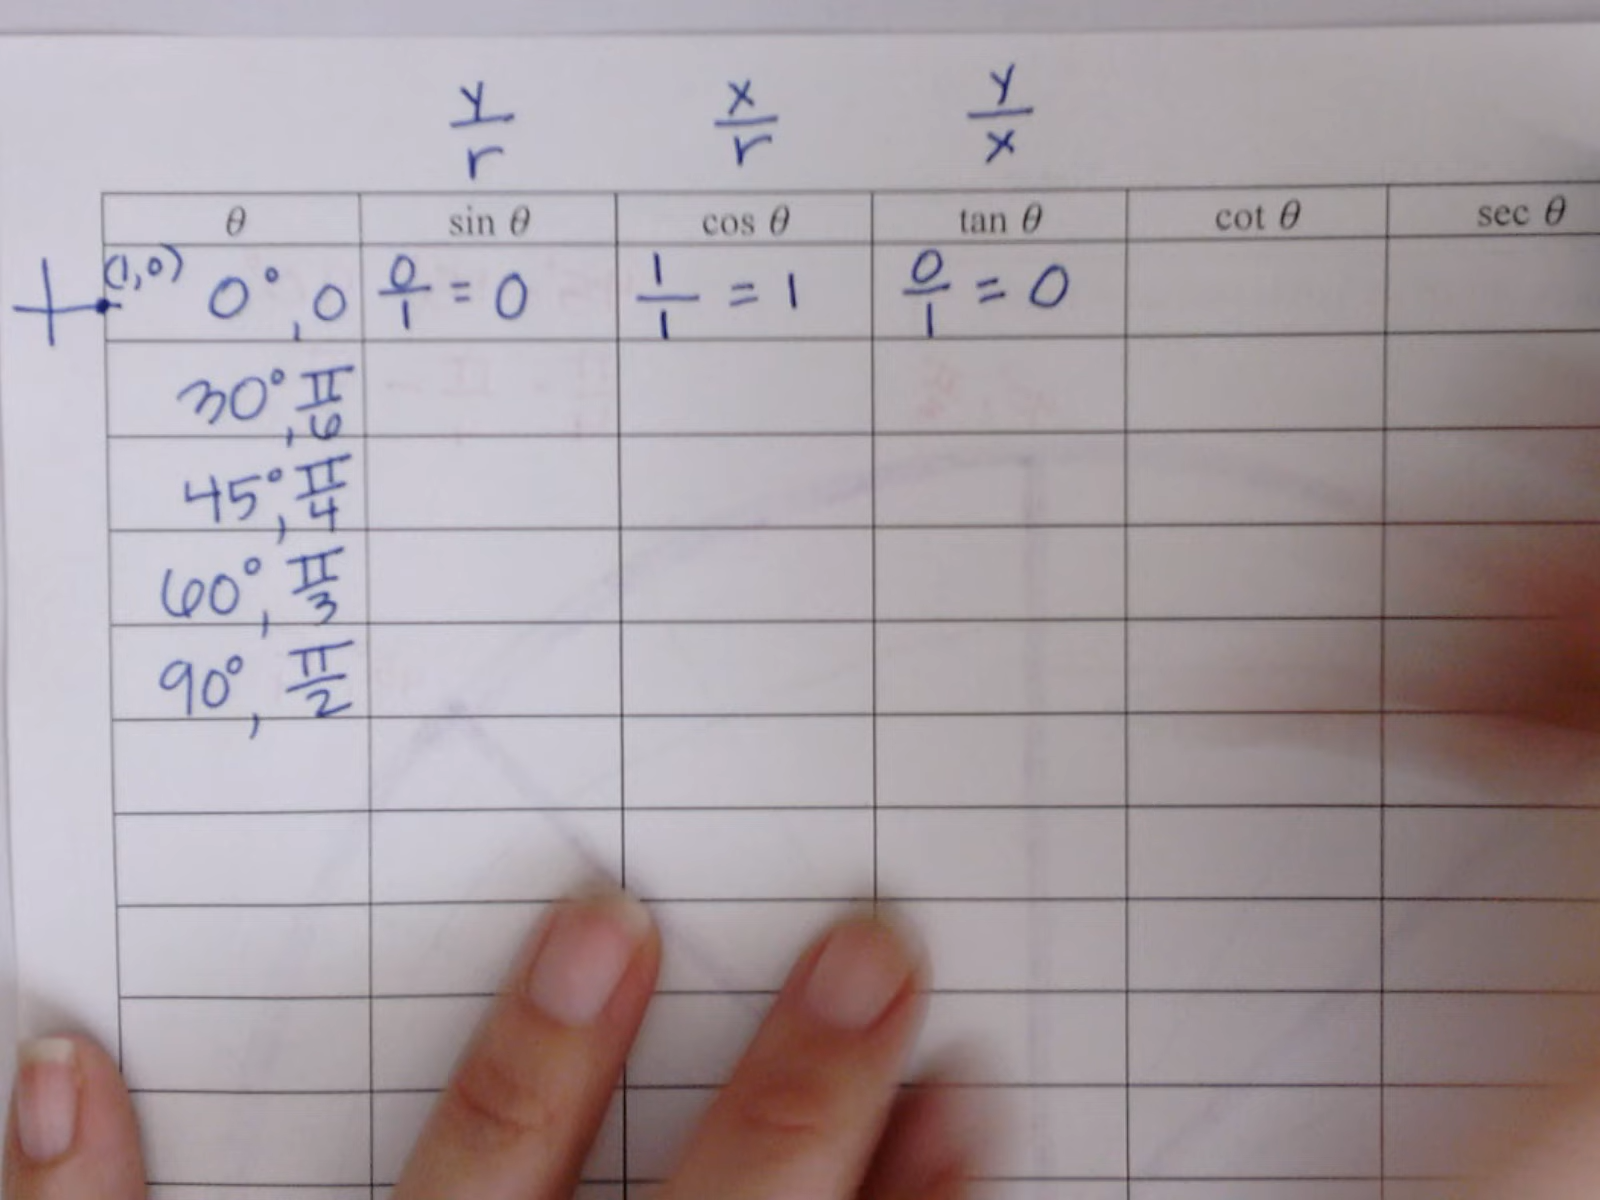 y/r x/r y/x
θ sin θ cos θ tan θ cot θ sec θ
(1,0) 0°, 0 0/1 = 0 1/1 = 1 0/1 = 0
30°, π/6
45°, π/4
60°, π/3
90°, π/2